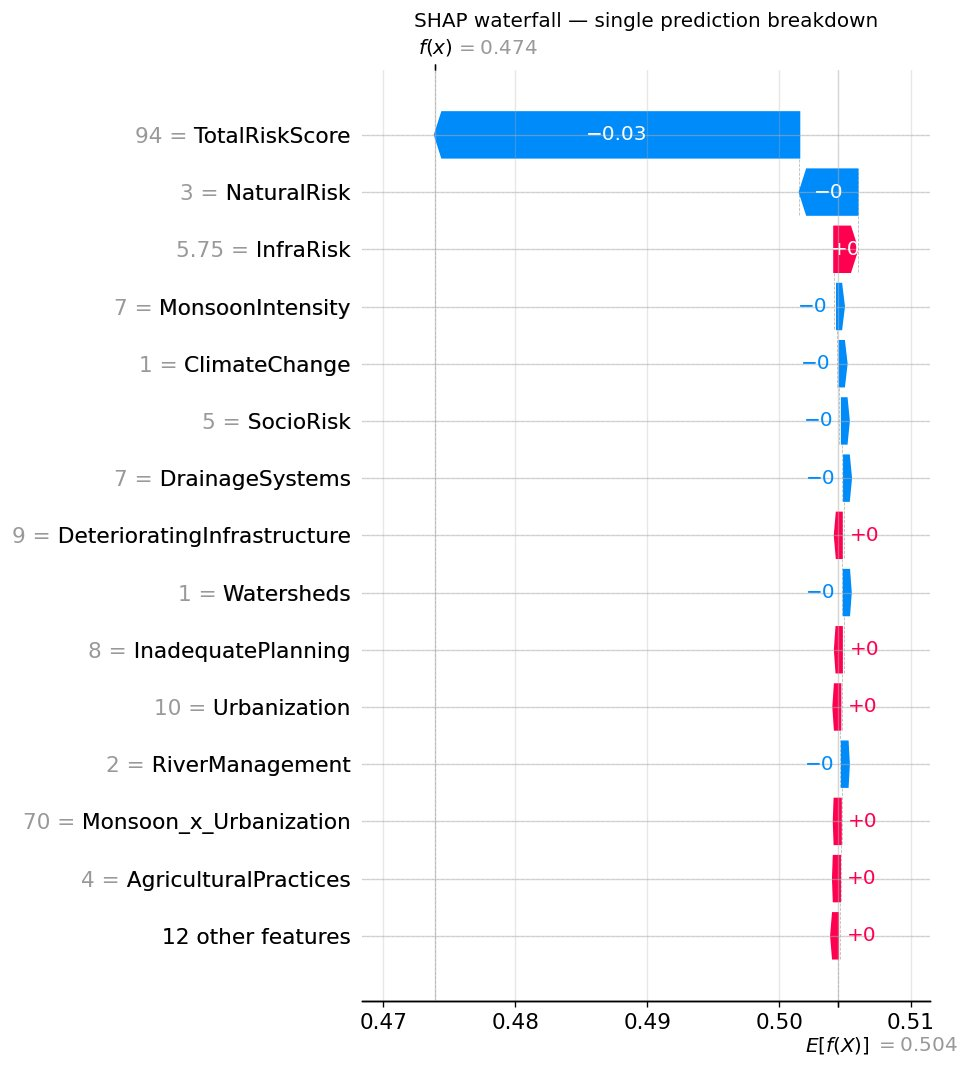 SHAP waterfall — single prediction breakdown
f(x) = 0.474
94 = TotalRiskScore
−0.03
3 = NaturalRisk
−0
5.75 = InfraRisk
+0
7 = MonsoonIntensity
−0
1 = ClimateChange
−0
5 = SocioRisk
−0
7 = DrainageSystems
−0
9 = DeterioratingInfrastructure
+0
1 = Watersheds
−0
8 = InadequatePlanning
+0
10 = Urbanization
+0
2 = RiverManagement
−0
70 = Monsoon_x_Urbanization
+0
4 = AgriculturalPractices
+0
12 other features
+0
0.47 0.48 0.49 0.50 0.51
E[f(X)] = 0.504